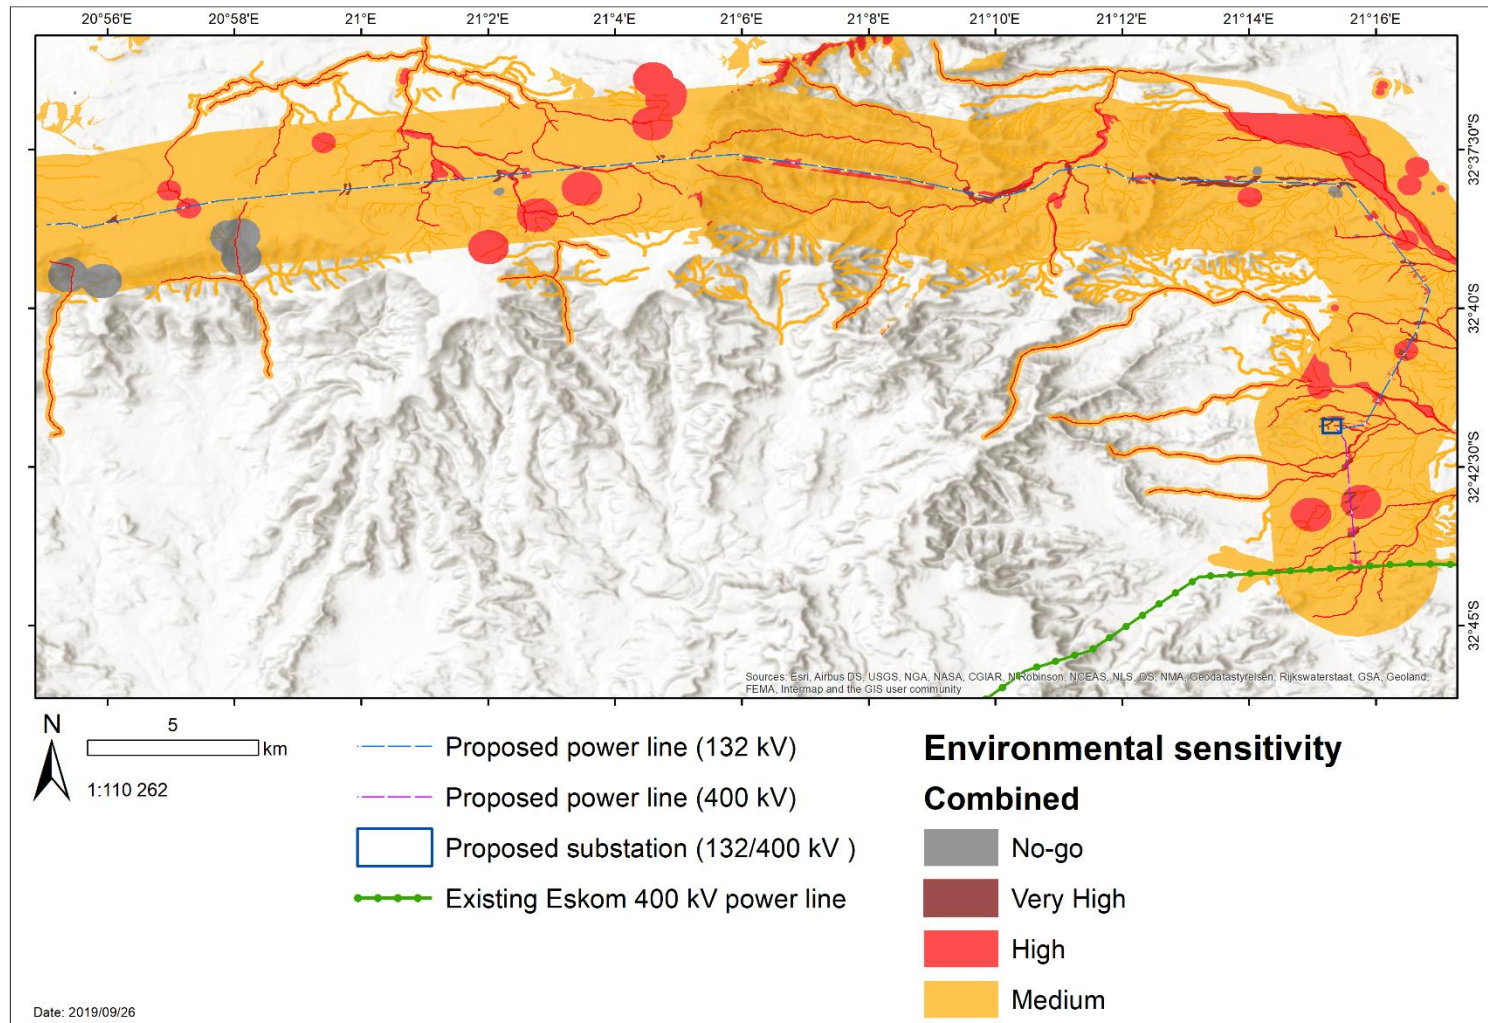 20°56'E 20°58'E 21°E 21°2'E 21°4'E 21°6'E 21°8'E 21°10'E 21°12'E 21°14'E 21°16'E
32°37'30"S
32°40'S
32°42'30"S
32°45'S
Sources: Esri, Airbus DS, USGS, NGA, NASA, CGIAR, N Robinson, NCEAS, NLS, OS, NMA, Geodatastyrelsen, Rijkswaterstaat, GSA, Geoland,
FEMA, Intermap and the GIS user community
N
5
km
1:110 262
Proposed power line (132 kV)
Proposed power line (400 kV)
Proposed substation (132/400 kV )
Existing Eskom 400 kV power line
Environmental sensitivity
Combined
No-go
Very High
High
Medium
Date: 2019/09/26